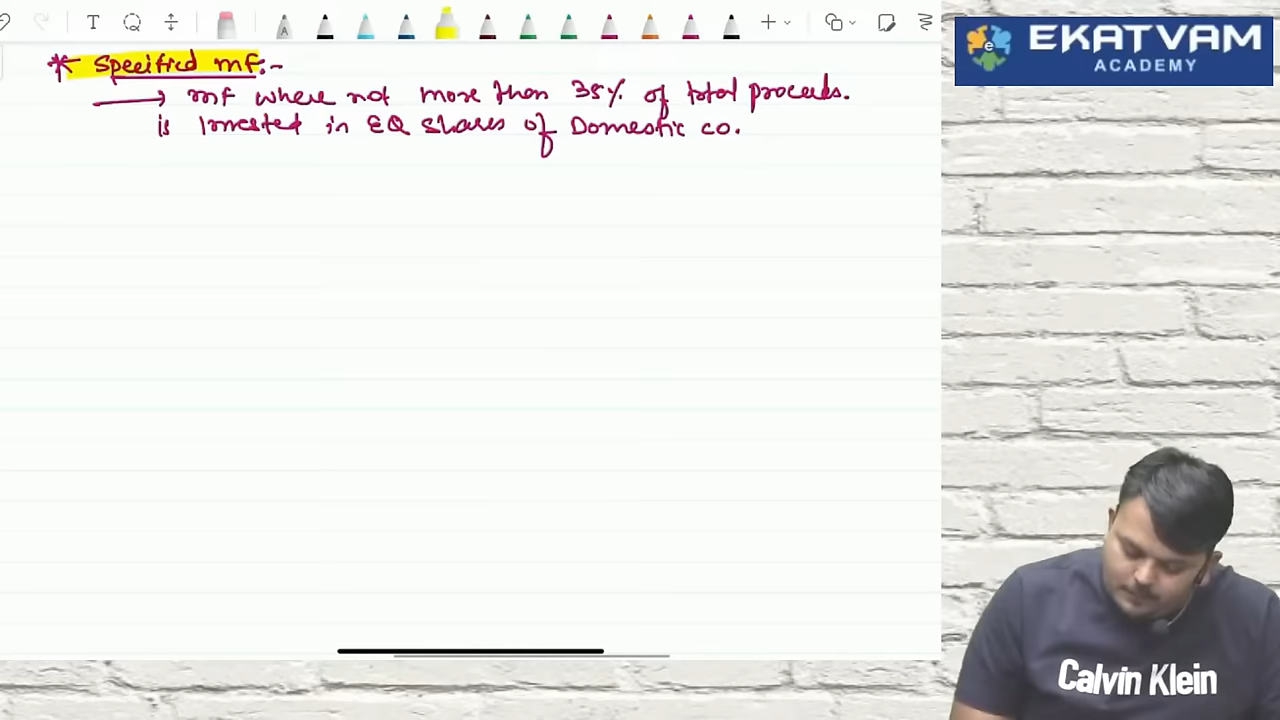 * Specified mf:-
→ mf where not more than 35% of total proceeds.
is Invested in EQ shares of Domestic co.
EKATVAM
ACADEMY
Calvin Klein
T
A